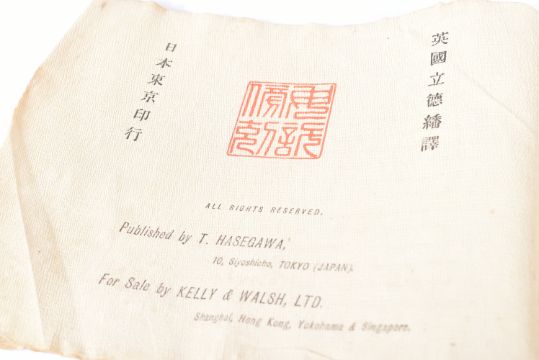 英國立德繙譯
日本東京印行
ALL RIGHTS RESERVED.
Published by T. HASEGAWA,
10, Siyoshicho, TOKYO (JAPAN).
For Sale by KELLY & WALSH, LTD.
Shanghai, Hong Kong, Yokohama & Singapore.